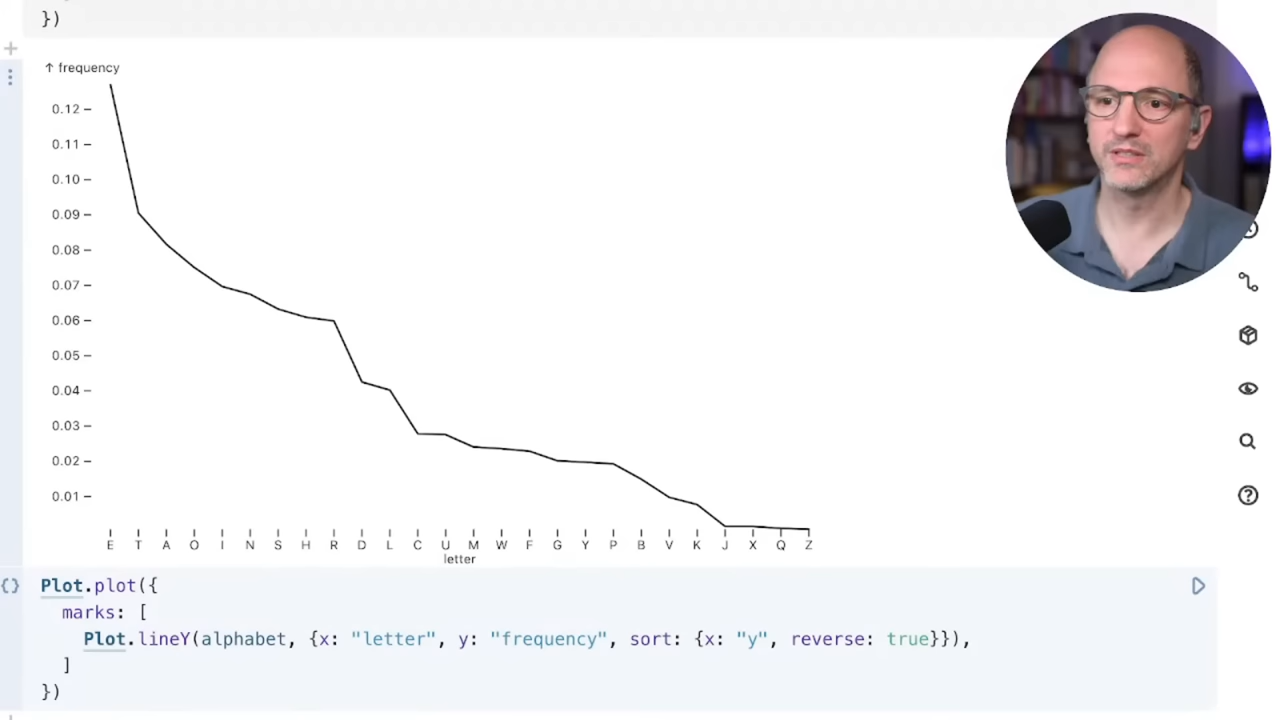 })
↑ frequency
0.12
0.11
0.10
0.09
0.08
0.07
0.06
0.05
0.04
0.03
0.02
0.01
E T A O I N S H R D L C U M W F G Y P B V K J X Q Z
letter
Plot.plot({
marks: [
Plot.lineY(alphabet, {x: "letter", y: "frequency", sort: {x: "y", reverse: true}}),
]
})